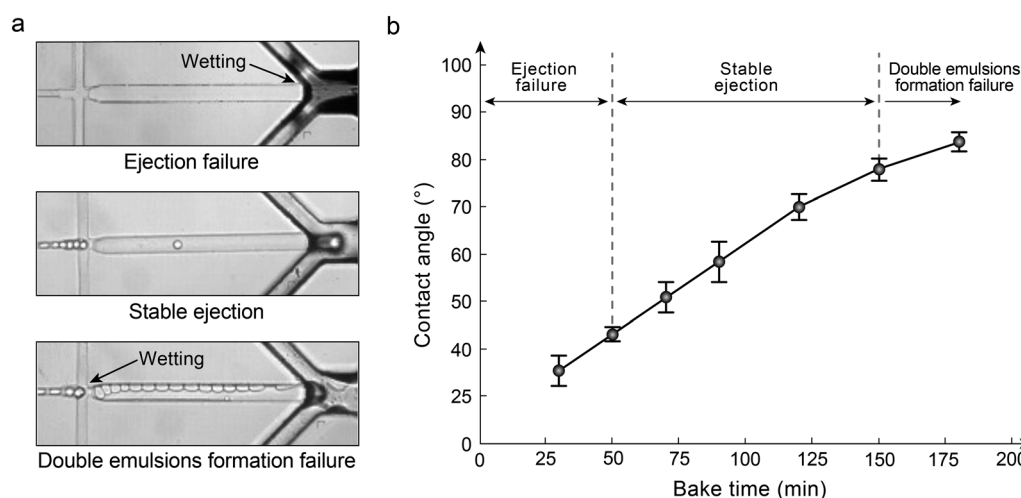 a
Wetting
Ejection failure
Stable ejection
Wetting
Double emulsions formation failure
b
Contact angle (°)
100
90
80
70
60
50
40
25
0
Ejection
failure
Stable
ejection
Double emulsions
formation failure
0 25 50 75 100 125 150 175 200
Bake time (min)